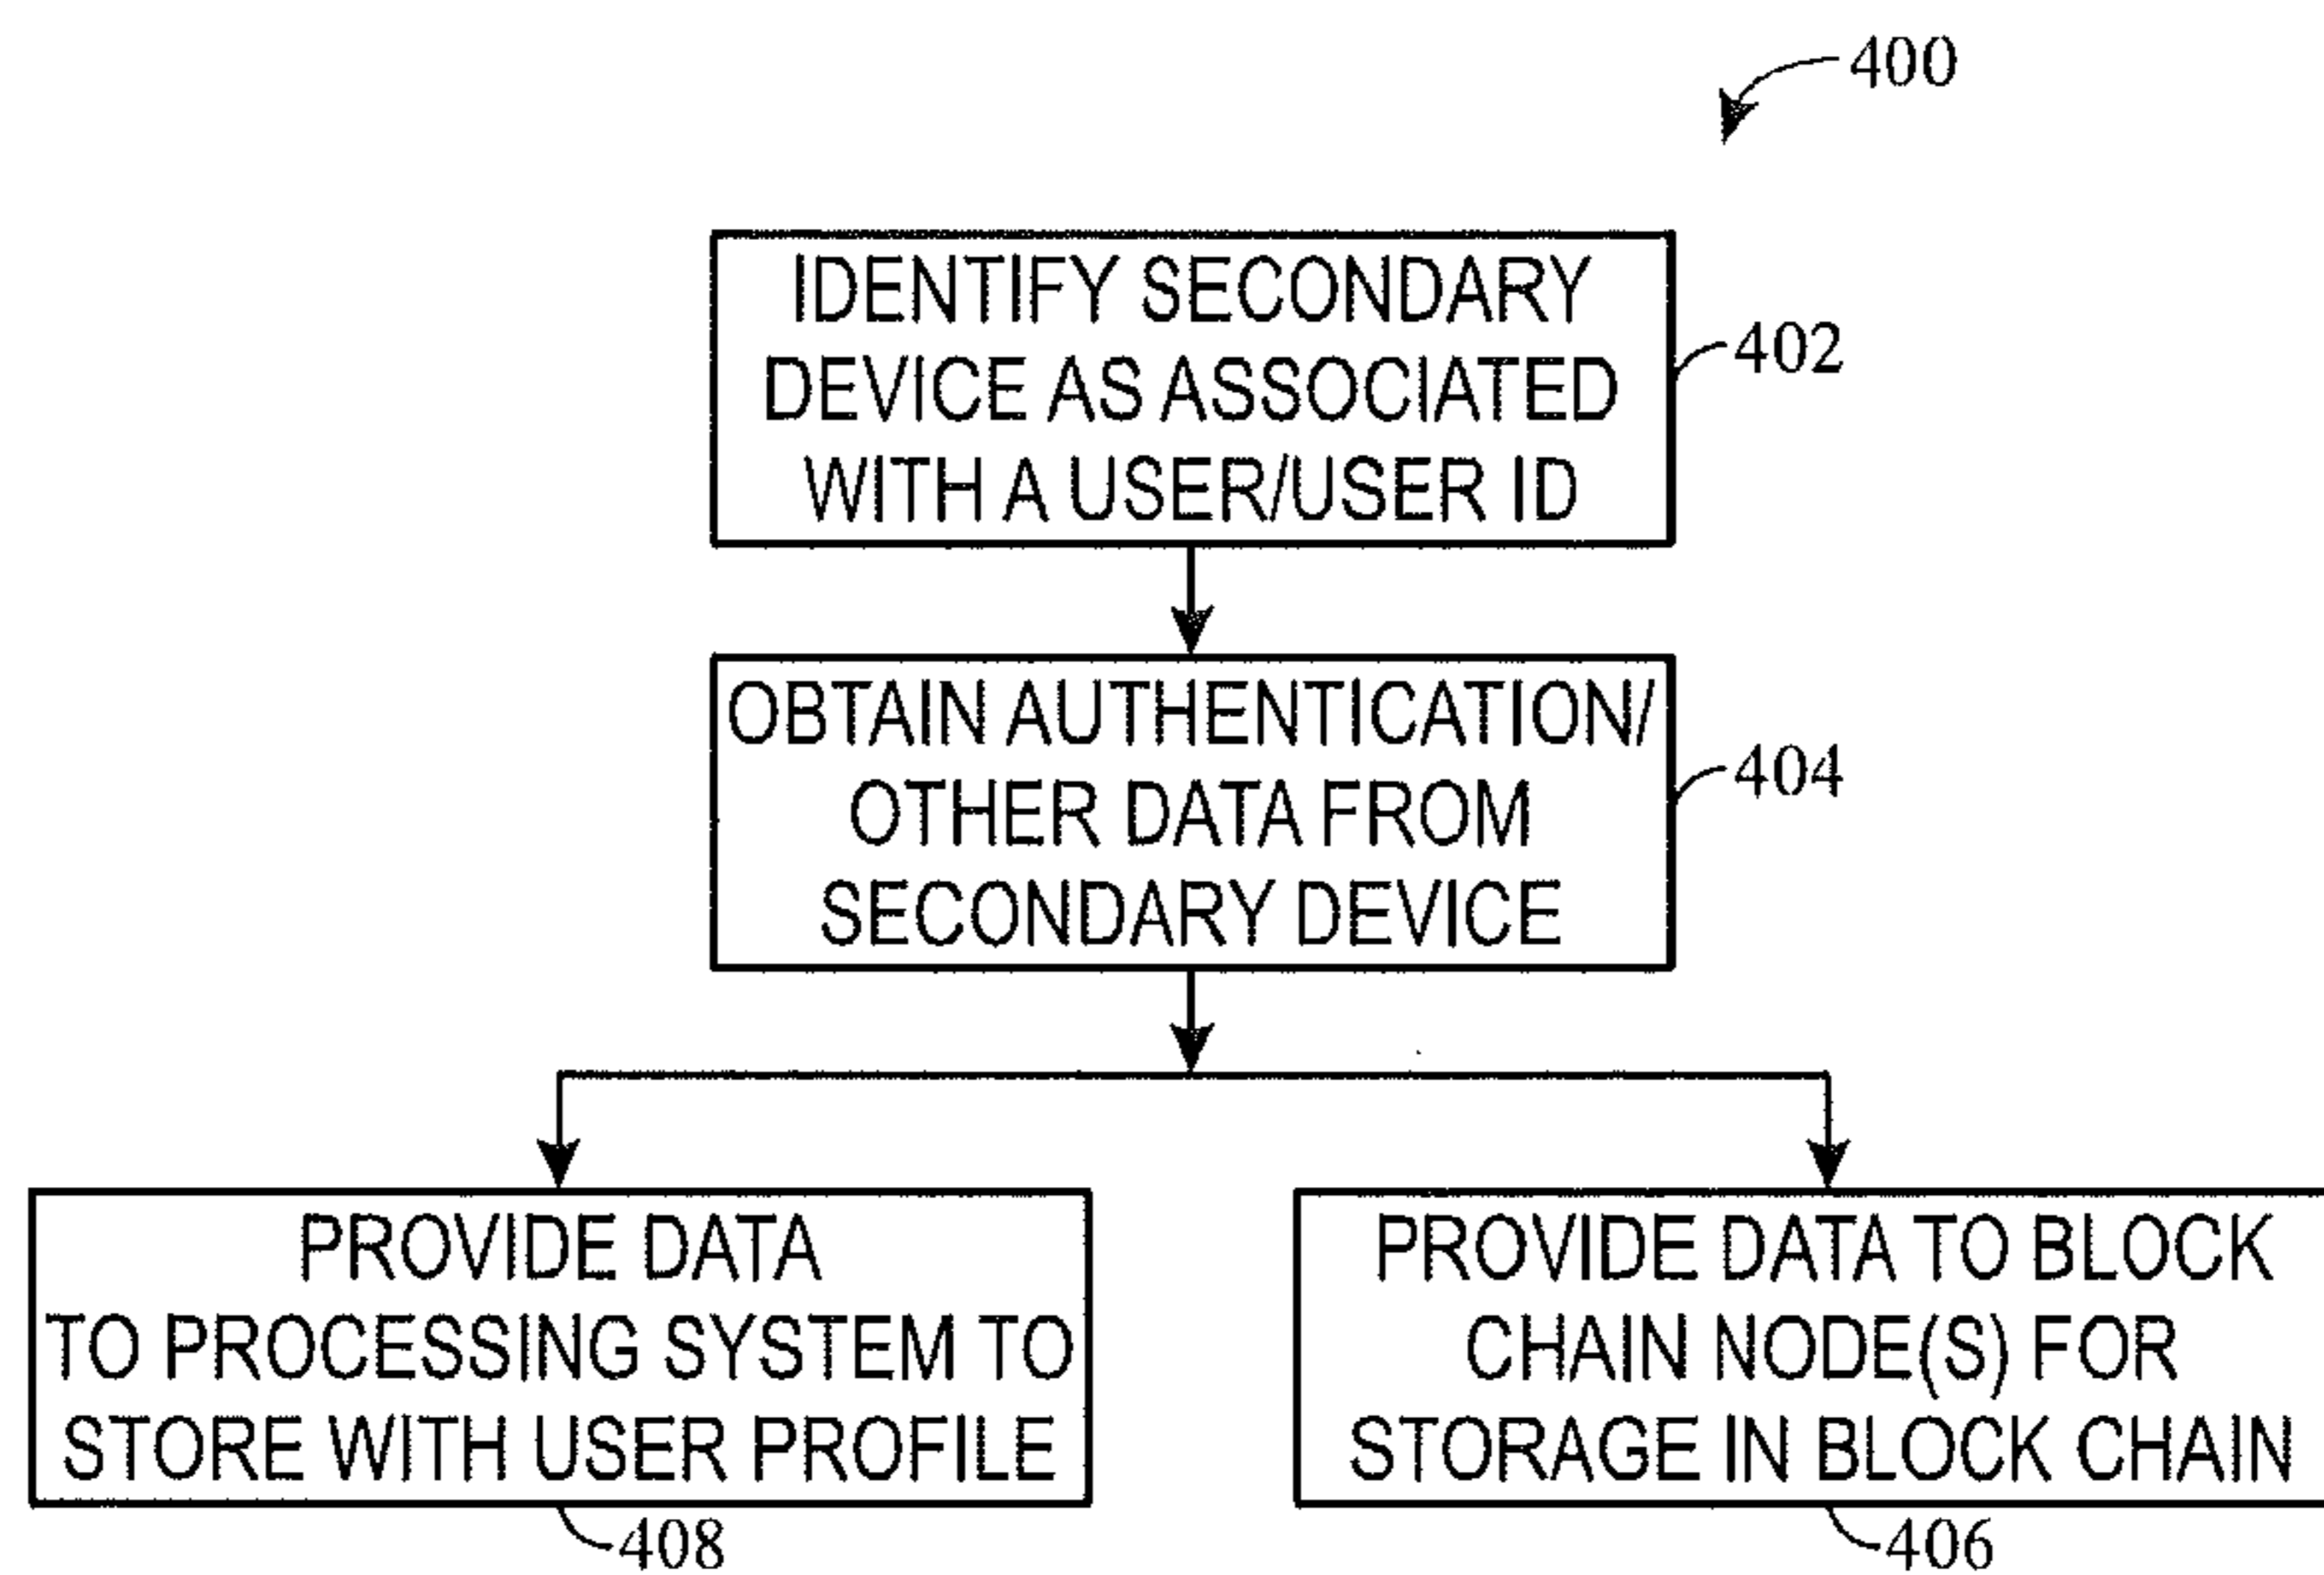 400
IDENTIFY SECONDARY
DEVICE AS ASSOCIATED
WITH A USER/USER ID
402
OBTAIN AUTHENTICATION/
OTHER DATA FROM
SECONDARY DEVICE
404
PROVIDE DATA
TO PROCESSING SYSTEM TO
STORE WITH USER PROFILE
408
PROVIDE DATA TO BLOCK
CHAIN NODE(S) FOR
STORAGE IN BLOCK CHAIN
406